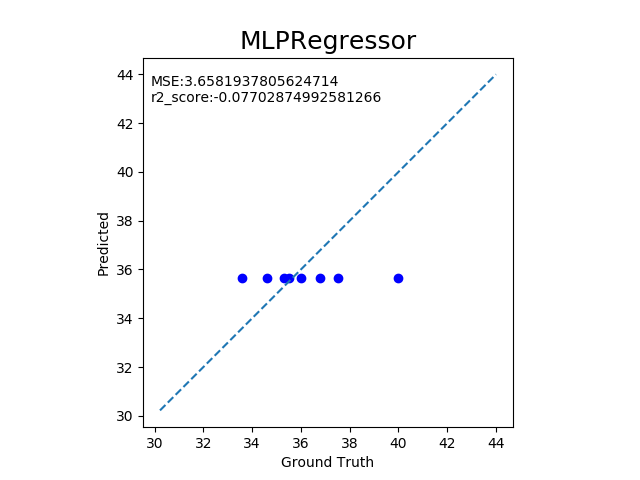 MLPRegressor
MSE:3.6581937805624714
r2_score:-0.07702874992581266
44
42
40
38
36
34
32
30
Predicted
30 32 34 36 38 40 42 44
Ground Truth